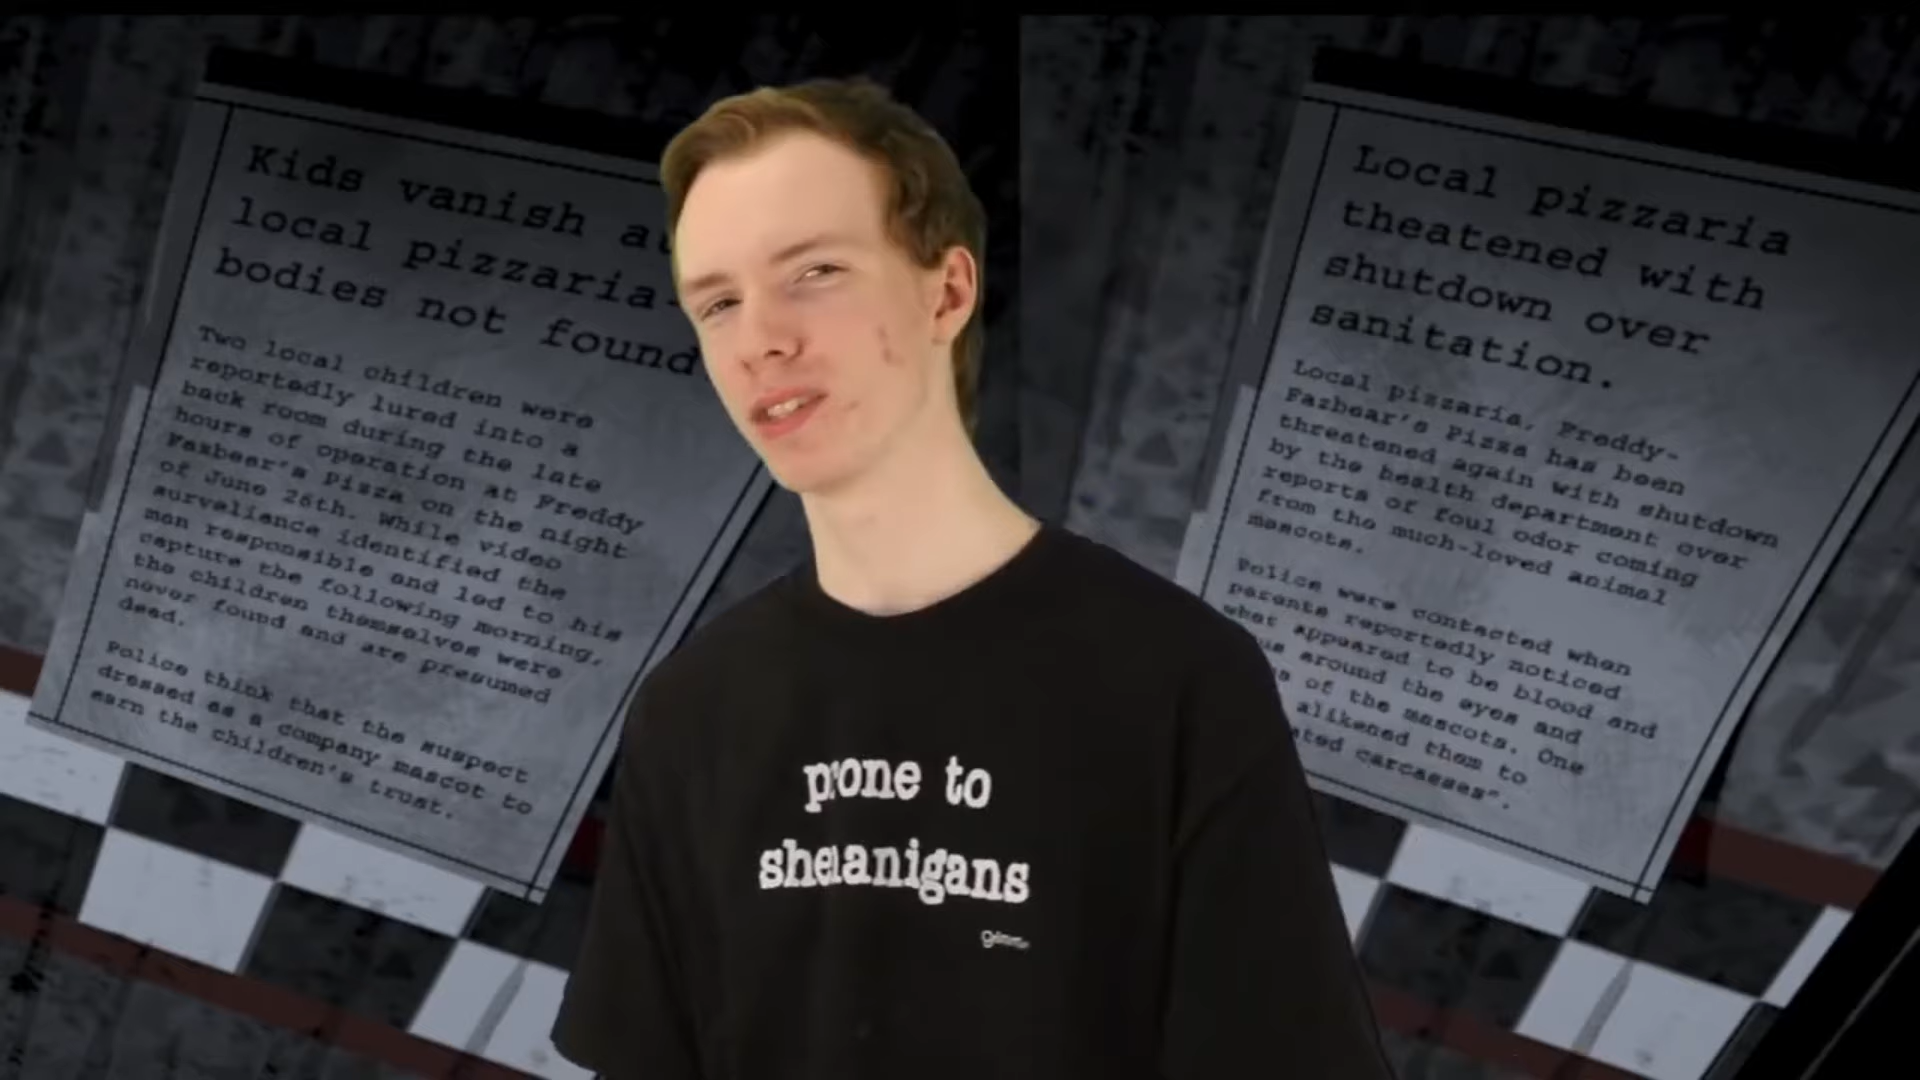 Kids vanish at
local pizzaria-
bodies not found
Two local children were
reportedly lured into a
back room during the late
hours of operation at Freddy
Fazbear's Pizza on the night
of June 26th. While video
surveliance identified the
man responsible and led to his
capture the following morning,
the children themselves were
never found and are presumed
dead.
Police think that the suspect
dressed as a company mascot to
earn the children's trust.
Local pizzaria
theatened with
shutdown over
sanitation.
Local pizzaria, Freddy-
Fazbear's Pizza has been
threatened again with shutdown
by the health department over
reports of foul odor coming
from the much-loved animal
mascots.
Police were contacted when
parents reportedly noticed
what appeared to be blood and
around the eyes and
of the mascots. One
alikened them to
carcasses".
prone to
shenanigans